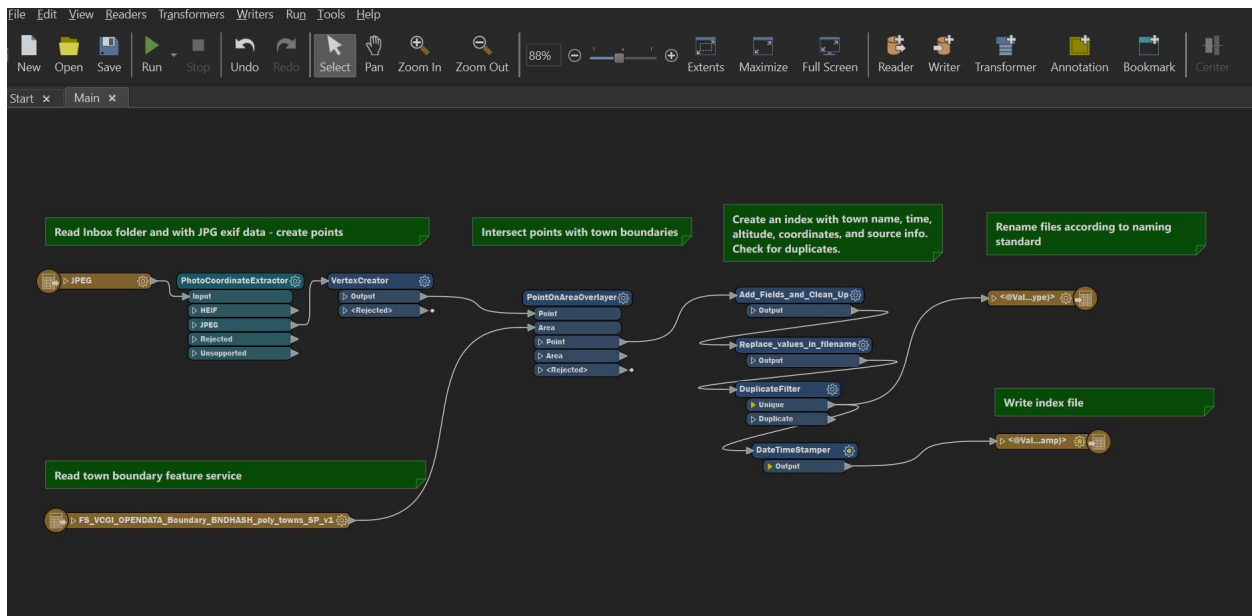 File Edit View Readers Transformers Writers Run Tools Help
New Open Save Run Stop Undo Redo Select Pan Zoom In Zoom Out 88% Extents Maximize Full Screen Reader Writer Transformer Annotation Bookmark Center
Start Main
Read Inbox folder and with JPG exif data - create points
Intersect points with town boundaries
Create an index with town name, time,
altitude, coordinates, and source info.
Check for duplicates.
Rename files according to naming
standard
JPEG
PhotoCoordinateExtractor
Input
HEIF
JPEG
Rejected
Unsupported
VertexCreator
Output
<Rejected>
PointOnAreaOverlayer
Point
Area
Point
Area
<Rejected>
Add_Fields_and_Clean_Up
Output
Replace_values_in_filename
Output
DuplicateFilter
Unique
Duplicate
DateTimeStamper
Output
<@Val...ype)>
Write index file
<@Val...amp)>
Read town boundary feature service
FS_VCGI_OPENDATA_Boundary_BNDHASH_poly_towns_SP_v1